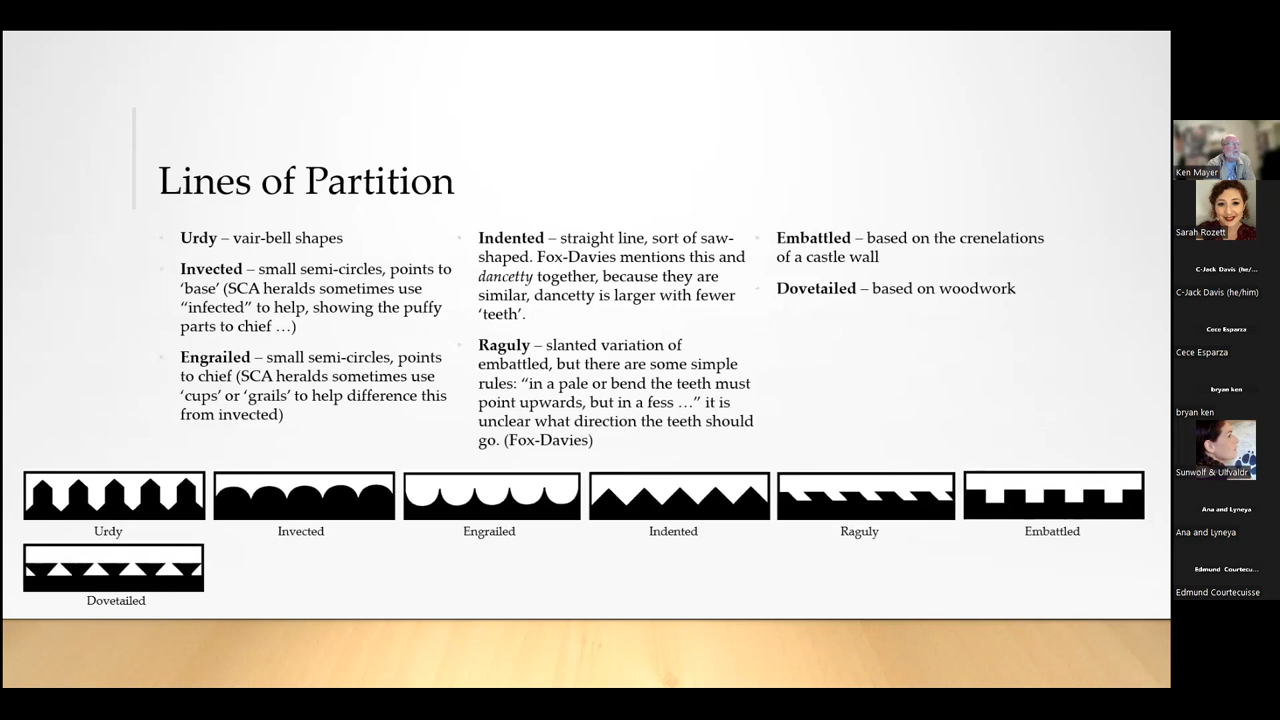 Lines of Partition
Urdy – vair-bell shapes
Invected – small semi-circles, points to
‘base’ (SCA heralds sometimes use
“infected” to help, showing the puffy
parts to chief …)
Engrailed – small semi-circles, points
to chief (SCA heralds sometimes use
‘cups’ or ‘grails’ to help difference this
from invected)
Indented – straight line, sort of saw-
shaped. Fox-Davies mentions this and
dancetty together, because they are
similar, dancetty is larger with fewer
‘teeth’.
Raguly – slanted variation of
embattled, but there are some simple
rules: “in a pale or bend the teeth must
point upwards, but in a fess …” it is
unclear what direction the teeth should
go. (Fox-Davies)
Embattled – based on the crenelations
of a castle wall
Dovetailed – based on woodwork
Urdy
Invected
Engrailed
Indented
Raguly
Embattled
Dovetailed
Ken Mayer
Sarah Rozett
C-Jack Davis (he/...
C-Jack Davis (he/him)
Cece Esparza
Cece Esparza
bryan ken
bryan ken
Sunwolf & Ulfvaldr
Ana and Lyneya
Ana and Lyneya
Edmund Courtecu...
Edmund Courtecuisse